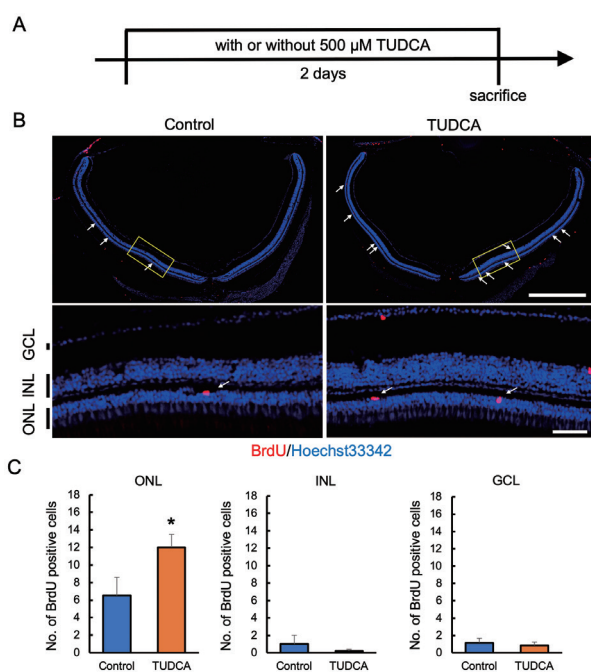 A
with or without 500 µM TUDCA
2 days
sacrifice
B
Control TUDCA
GCL
INL
ONL
BrdU/Hoechst33342
C
ONL INL GCL
No. of BrdU positive cells
18
16
14
12
10
8
6
4
2
0
*
Control TUDCA
No. of BrdU positive cells
18
16
14
12
10
8
6
4
2
0
Control TUDCA
No. of BrdU positive cells
18
16
14
12
10
8
6
4
2
0
Control TUDCA